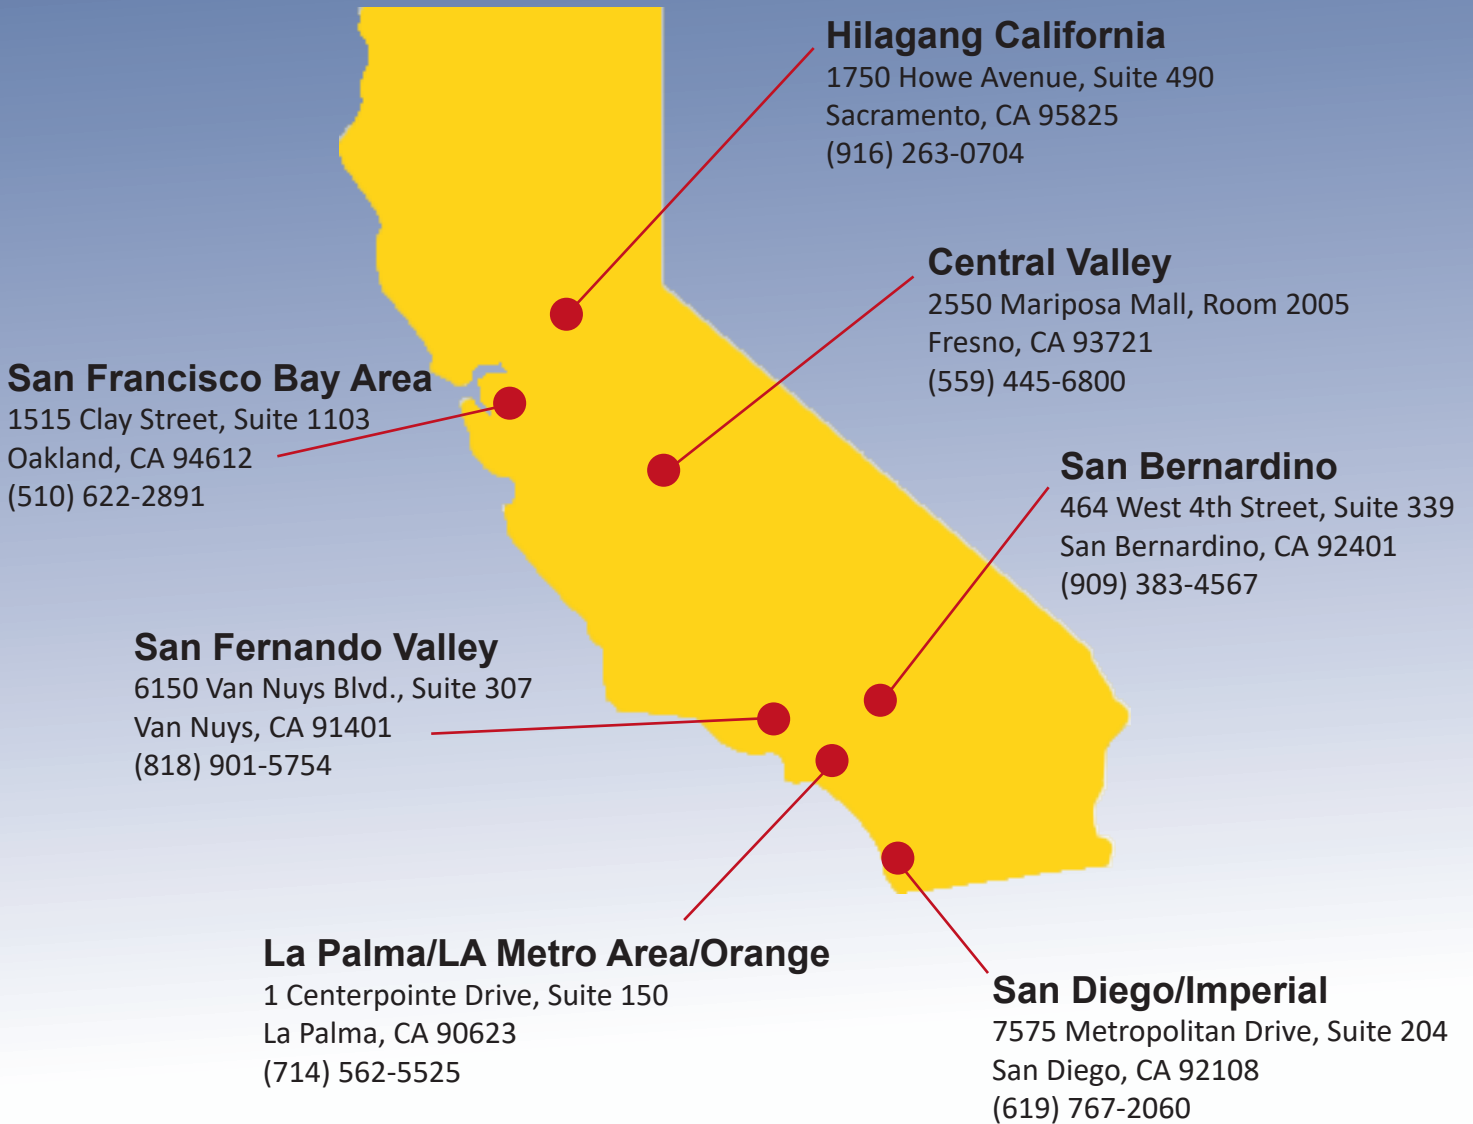 Hilagang California
1750 Howe Avenue, Suite 490
Sacramento, CA 95825
(916) 263-0704
Central Valley
2550 Mariposa Mall, Room 2005
Fresno, CA 93721
(559) 445-6800
San Francisco Bay Area
1515 Clay Street, Suite 1103
Oakland, CA 94612
(510) 622-2891
San Bernardino
464 West 4th Street, Suite 339
San Bernardino, CA 92401
(909) 383-4567
San Fernando Valley
6150 Van Nuys Blvd., Suite 307
Van Nuys, CA 91401
(818) 901-5754
La Palma/LA Metro Area/Orange
1 Centerpointe Drive, Suite 150
La Palma, CA 90623
(714) 562-5525
San Diego/Imperial
7575 Metropolitan Drive, Suite 204
San Diego, CA 92108
(619) 767-2060